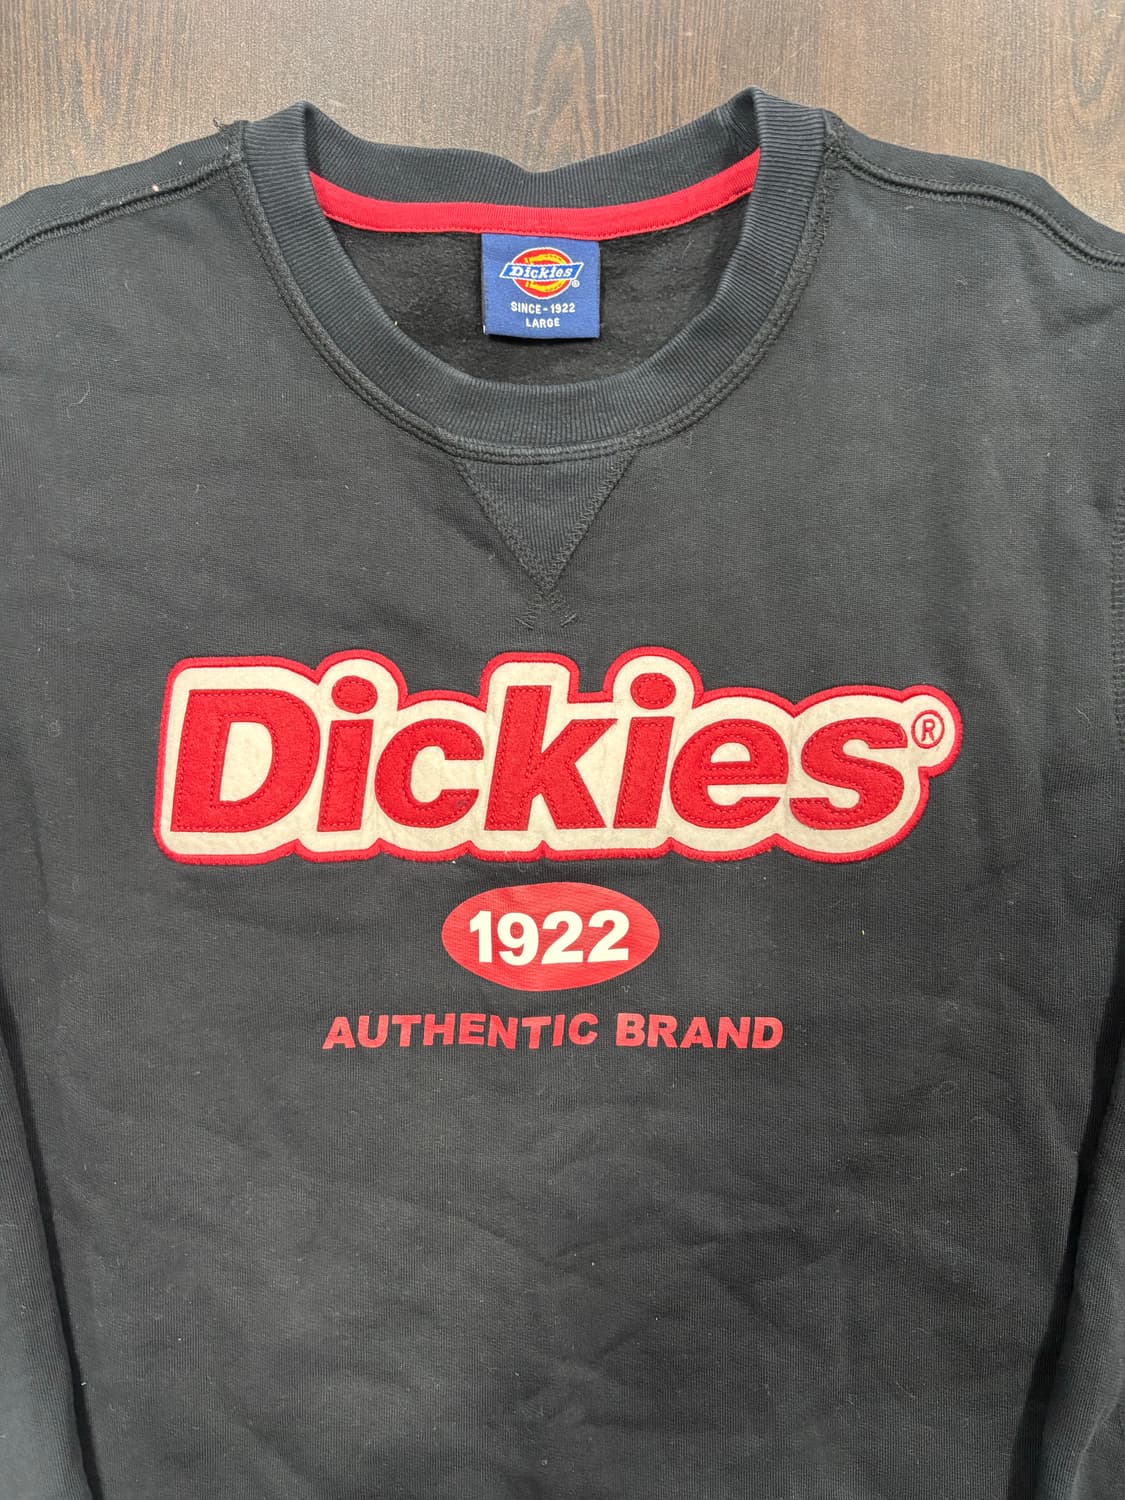 Dickies®
SINCE-1922
LARGE
Dickies®
1922
AUTHENTIC BRAND